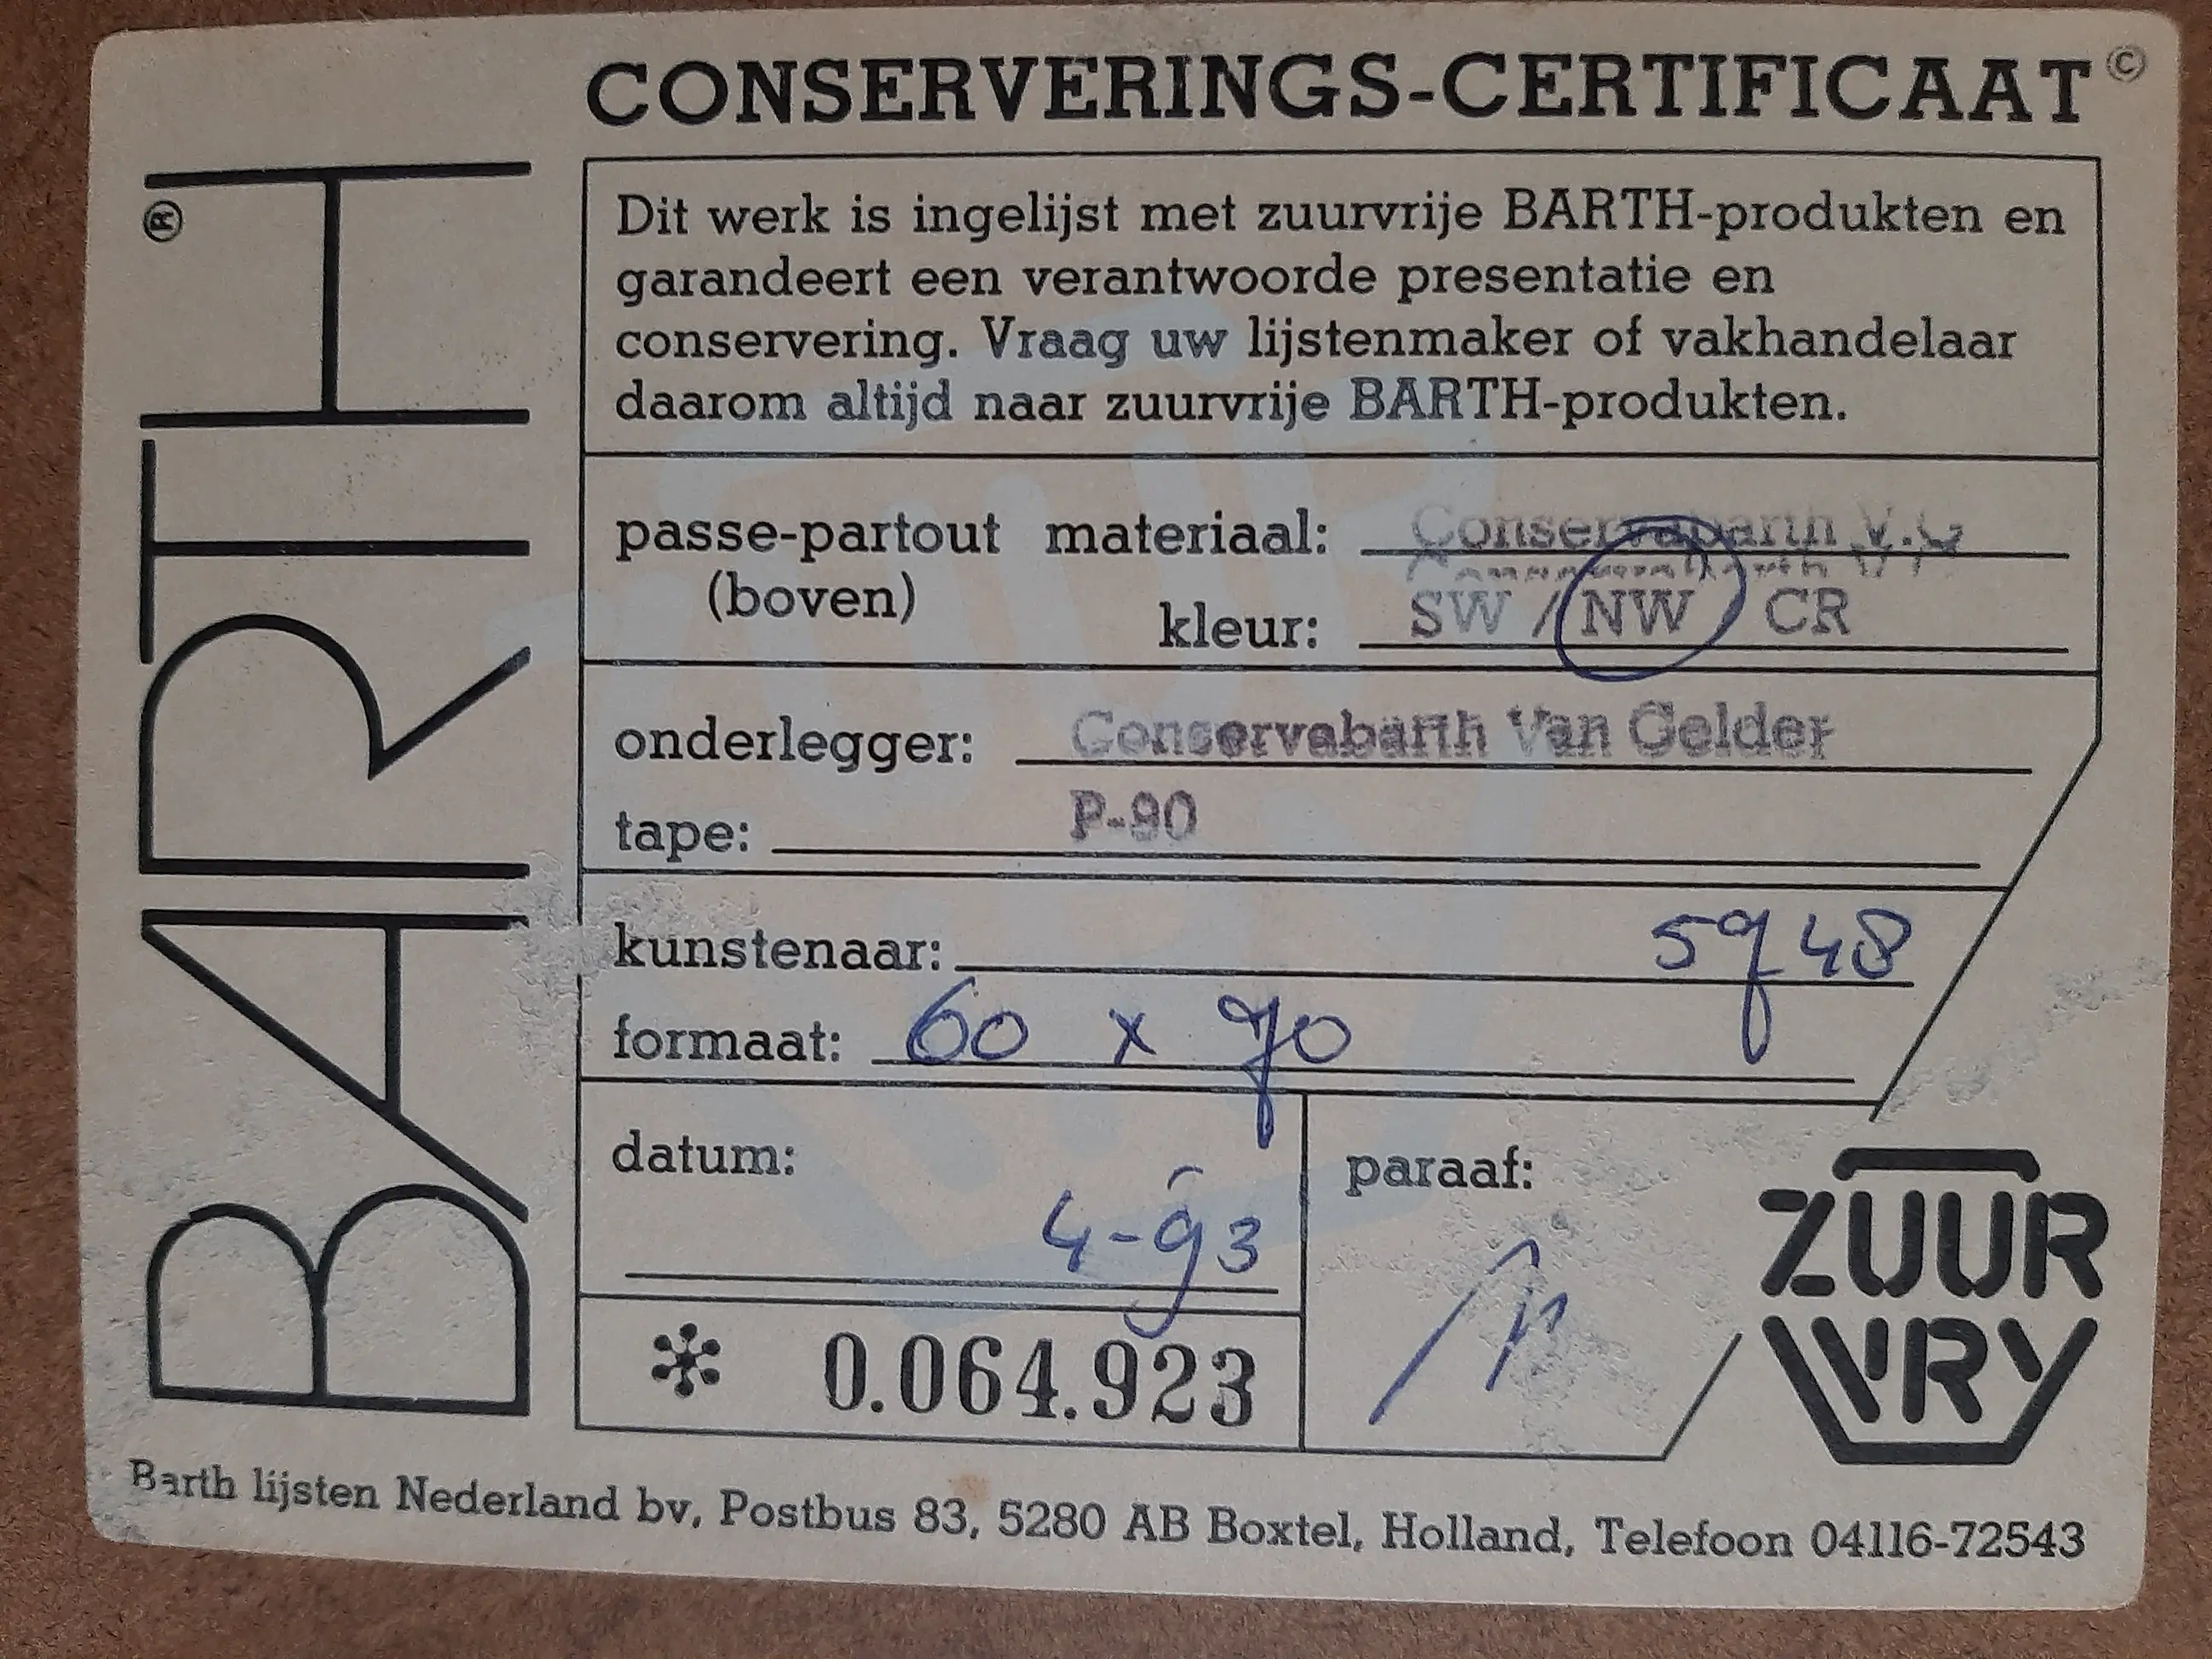 CONSERVERINGS-CERTIFICAAT ©
BARTH ®
Dit werk is ingelijst met zuurvrije BARTH-produkten en
garandeert een verantwoorde presentatie en
conservering. Vraag uw lijstenmaker of vakhandelaar
daarom altijd naar zuurvrije BARTH-produkten.
passe-partout materiaal: Conservabarth V.G
(boven) kleur: SW / NW / CR
onderlegger: Conservabarth Van Gelder
tape: P-90
kunstenaar: 5948
formaat: 60 x 70
datum: 4-93
paraaf:
* 0.064.923
ZUUR
VRY
Barth lijsten Nederland bv, Postbus 83, 5280 AB Boxtel, Holland, Telefoon 04116-72543